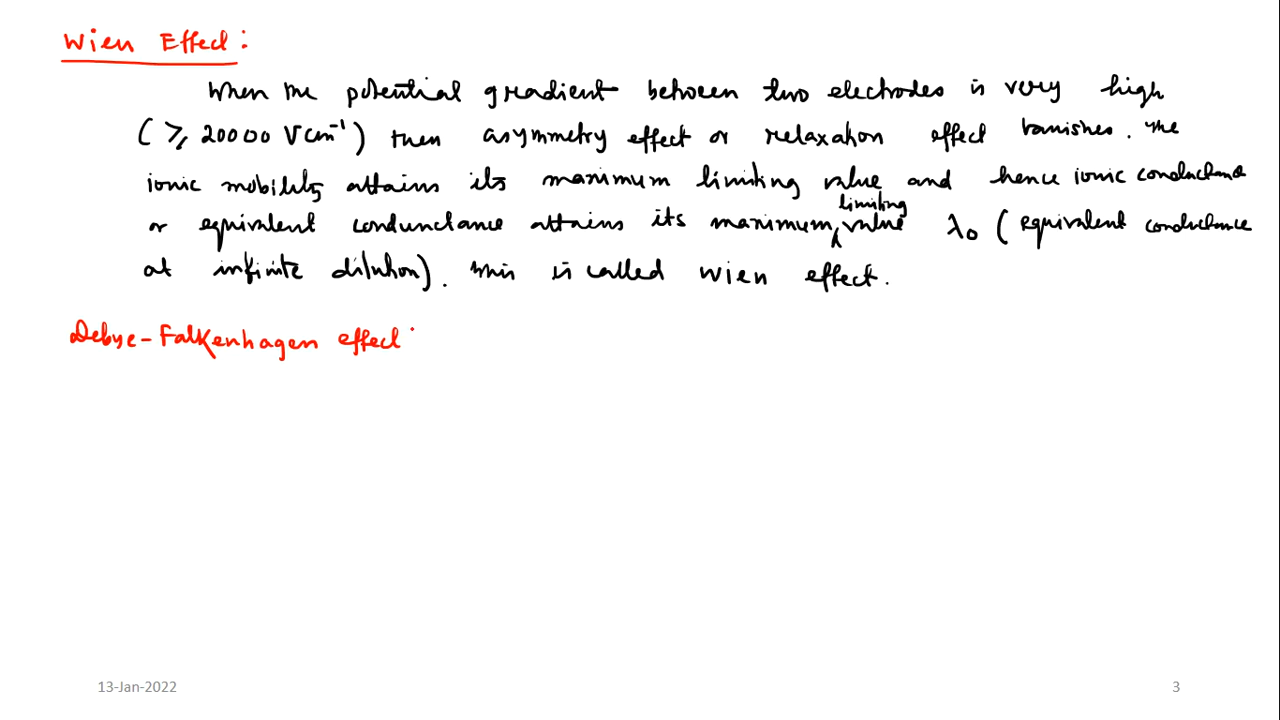 Wien Effect:
When the potential gradient between two electrodes is very high
(≥ 20000 V cm⁻¹) then asymmetry effect or relaxation effect vanishes. The
ionic mobility attains its maximum limiting value and hence ionic conductance
or equivalent condunctance attains its maximum limiting value λ₀ (equivalent conductance
at infinite dilution). This is called Wien effect.
Debye-Falkenhagen effect
13-Jan-2022
3